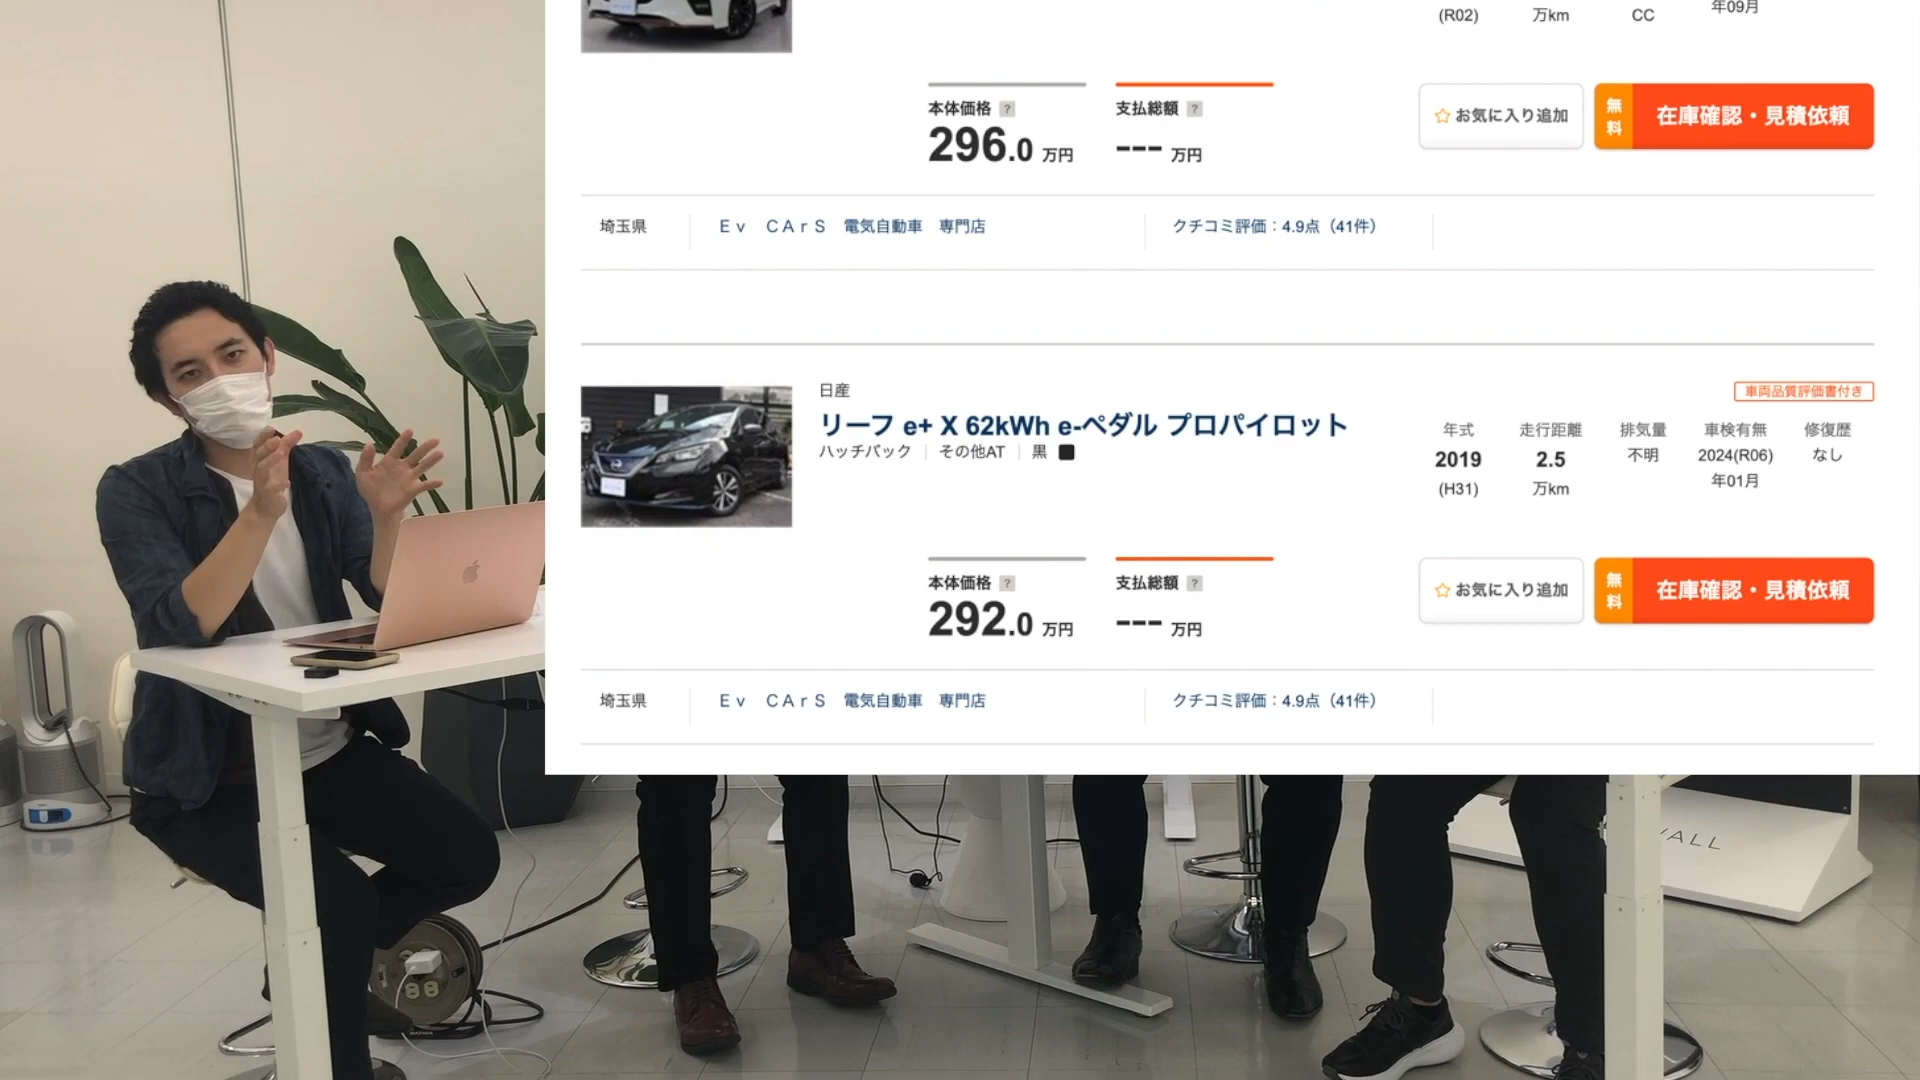 (R02) 万km CC 年09月
本体価格 ? 支払総額 ?
296.0 万円 --- 万円
お気に入り追加
無料 在庫確認・見積依頼
埼玉県 Ev CArS 電気自動車 専門店 クチコミ評価：4.9点（41件）
日産
車両品質評価書付き
リーフ e+ X 62kWh e-ペダル プロパイロット
ハッチバック その他AT 黒
年式 走行距離 排気量 車検有無 修復歴
2019 2.5 不明 2024(R06) なし
(H31) 万km 年01月
本体価格 ? 支払総額 ?
292.0 万円 --- 万円
お気に入り追加
無料 在庫確認・見積依頼
埼玉県 Ev CArS 電気自動車 専門店 クチコミ評価：4.9点（41件）